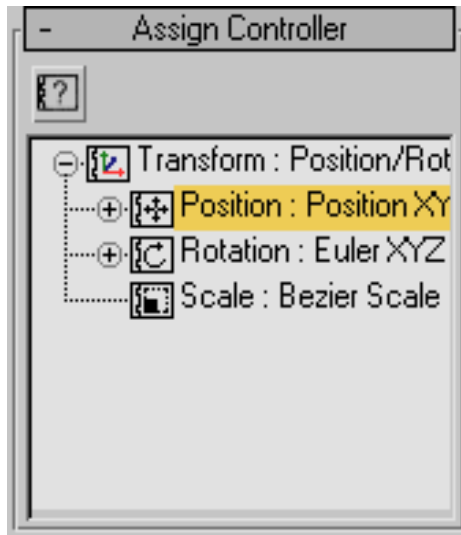 - Assign Controller
?
Transform : Position/Rot
Position : Position XY
Rotation : Euler XYZ
Scale : Bezier Scale